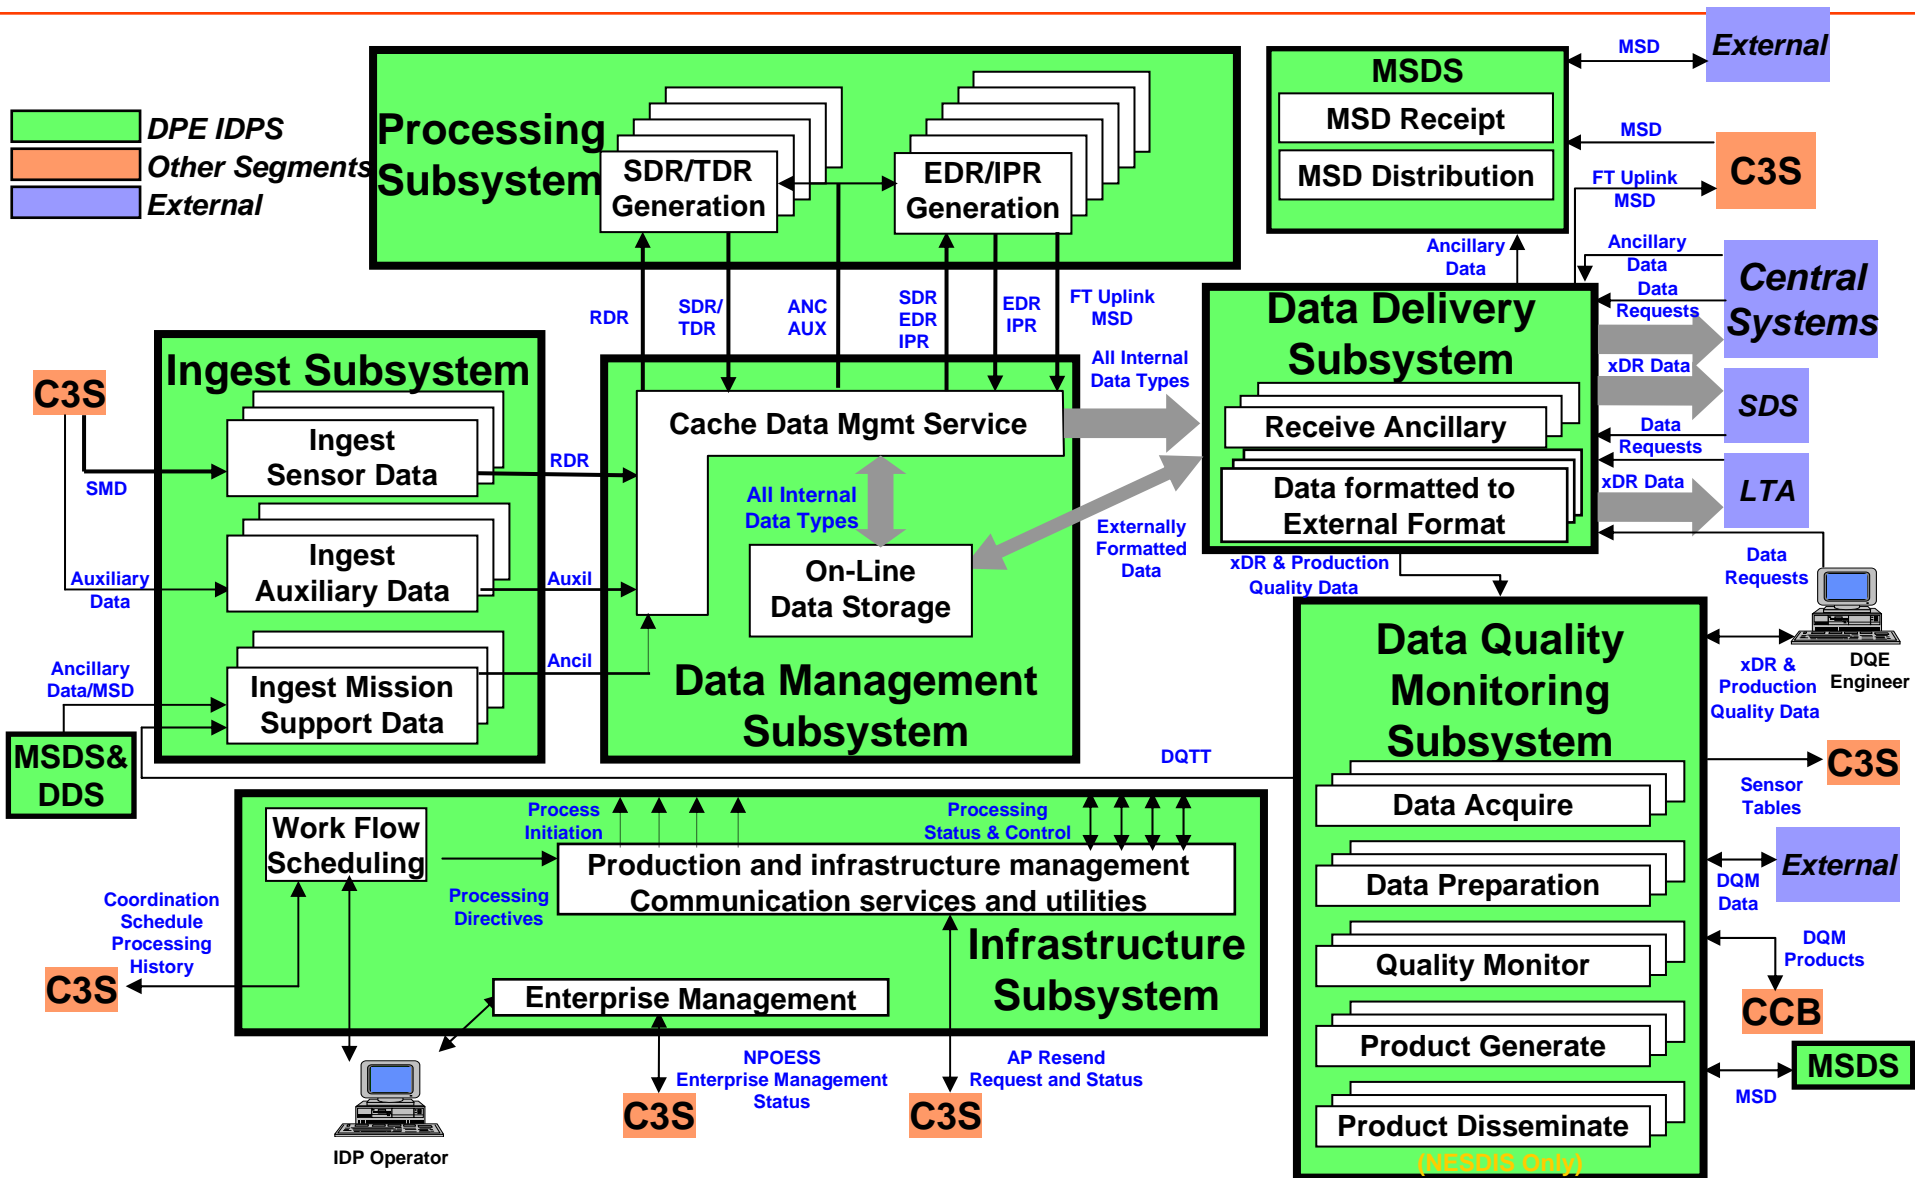 DPE IDPS
Other Segments
External
Processing
Subsystem
SDR/TDR
Generation
EDR/IPR
Generation
MSDS
MSD Receipt
MSD Distribution
MSD
External
MSD
C3S
FT Uplink
MSD
Ancillary
Data
Ancillary
Data
Data
Requests
Central
Systems
xDR Data
SDS
Data
Requests
xDR Data
LTA
RDR
SDR/
TDR
ANC
AUX
SDR
EDR
IPR
EDR
IPR
FT Uplink
MSD
Data Delivery
Subsystem
Receive Ancillary
Data formatted to
External Format
All Internal
Data Types
Ingest Subsystem
C3S
SMD
Ingest
Sensor Data
RDR
Auxiliary
Data
Ingest
Auxiliary Data
Auxil
Ancillary
Data/MSD
Ingest Mission
Support Data
Ancil
MSDS&
DDS
Cache Data Mgmt Service
All Internal
Data Types
On-Line
Data Storage
Data Management
Subsystem
Externally
Formatted
Data
xDR & Production
Quality Data
Data
Requests
DQE
Engineer
xDR &
Production
Quality Data
DQTT
Data Quality
Monitoring
Subsystem
Data Acquire
Data Preparation
Quality Monitor
Product Generate
Product Disseminate
(NESDIS Only)
C3S
Sensor
Tables
External
DQM
Data
DQM
Products
CCB
MSDS
MSD
Work Flow
Scheduling
Process
Initiation
Processing
Status & Control
Production and infrastructure management
Communication services and utilities
Processing
Directives
Infrastructure
Subsystem
Enterprise Management
Coordination
Schedule
Processing
History
C3S
IDP Operator
NPOESS
Enterprise Management
Status
C3S
AP Resend
Request and Status
C3S